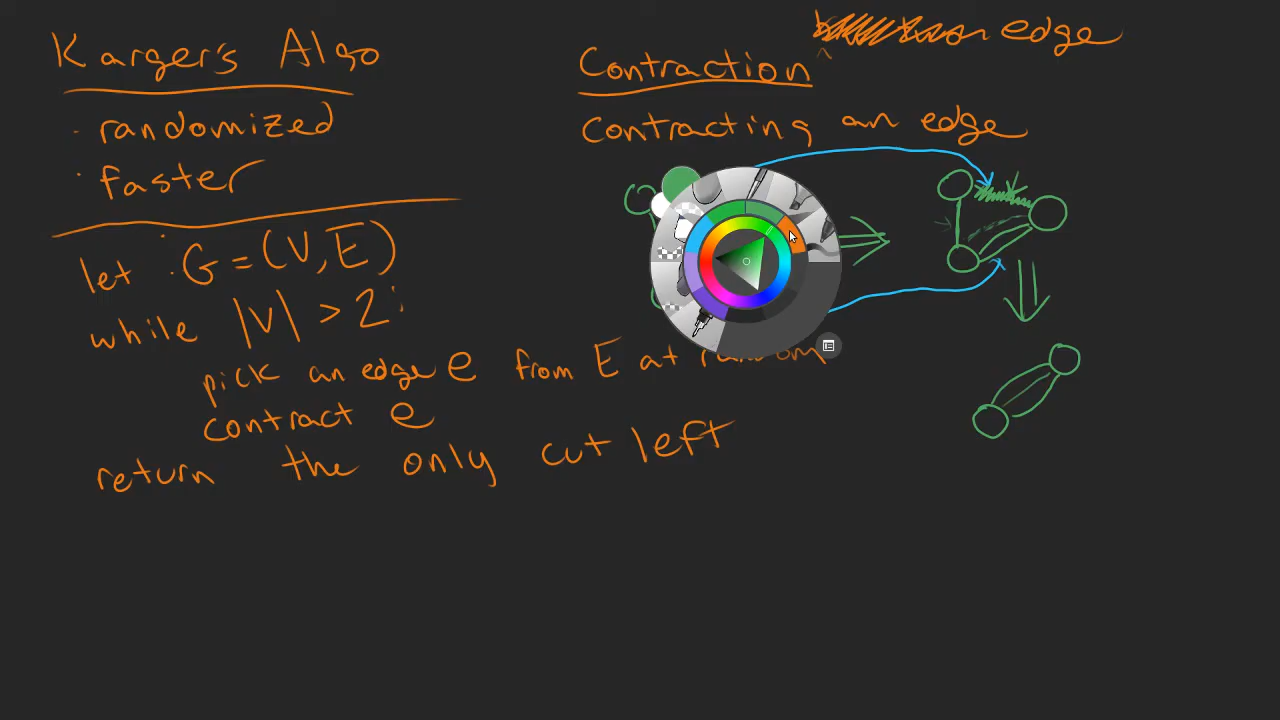 Karger's Algo
· randomized
· faster
let G = (V, E)
while |V| > 2:
pick an edge e from E at random
contract e
return the only cut left
edge
Contraction ^
contracting an edge